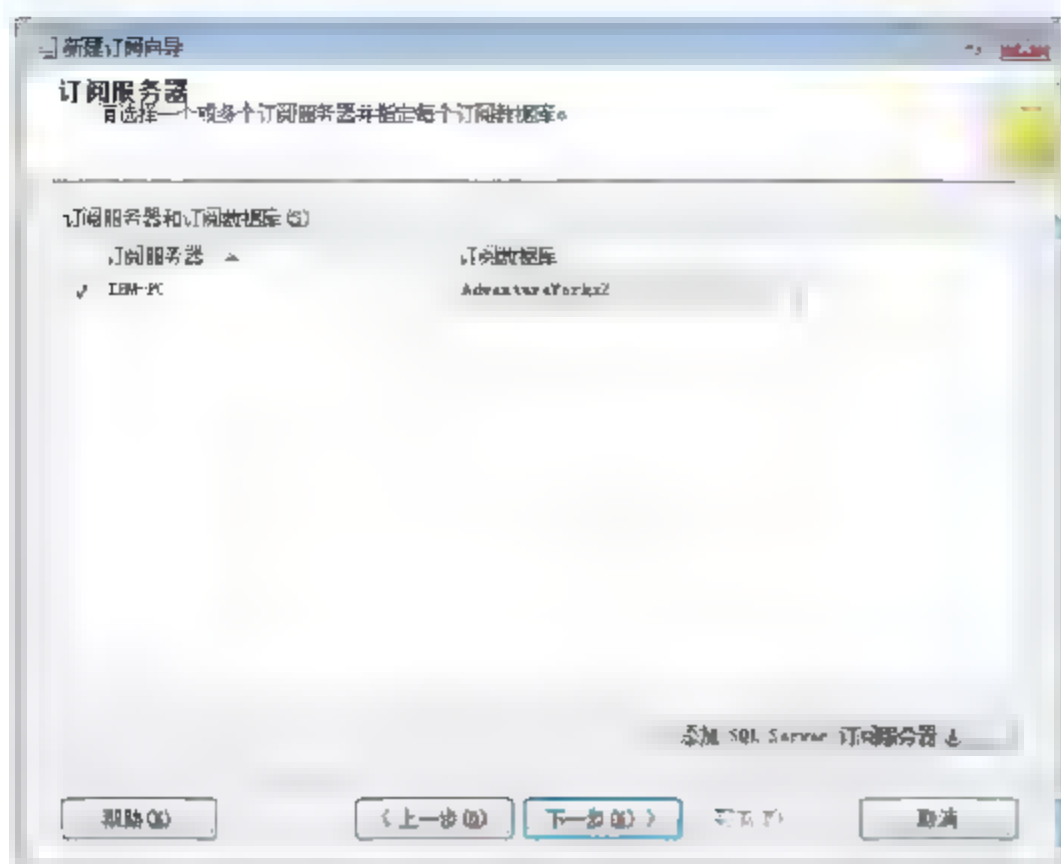 新建订阅向导
订阅服务器
请选择一个或多个订阅服务器并指定每个订阅数据库。
订阅服务器和订阅数据库(S)
订阅服务器 订阅数据库
IBM-PC
添加 SQL Server 订阅服务器
帮助 <上一步(B) 下一步(N)> 取消